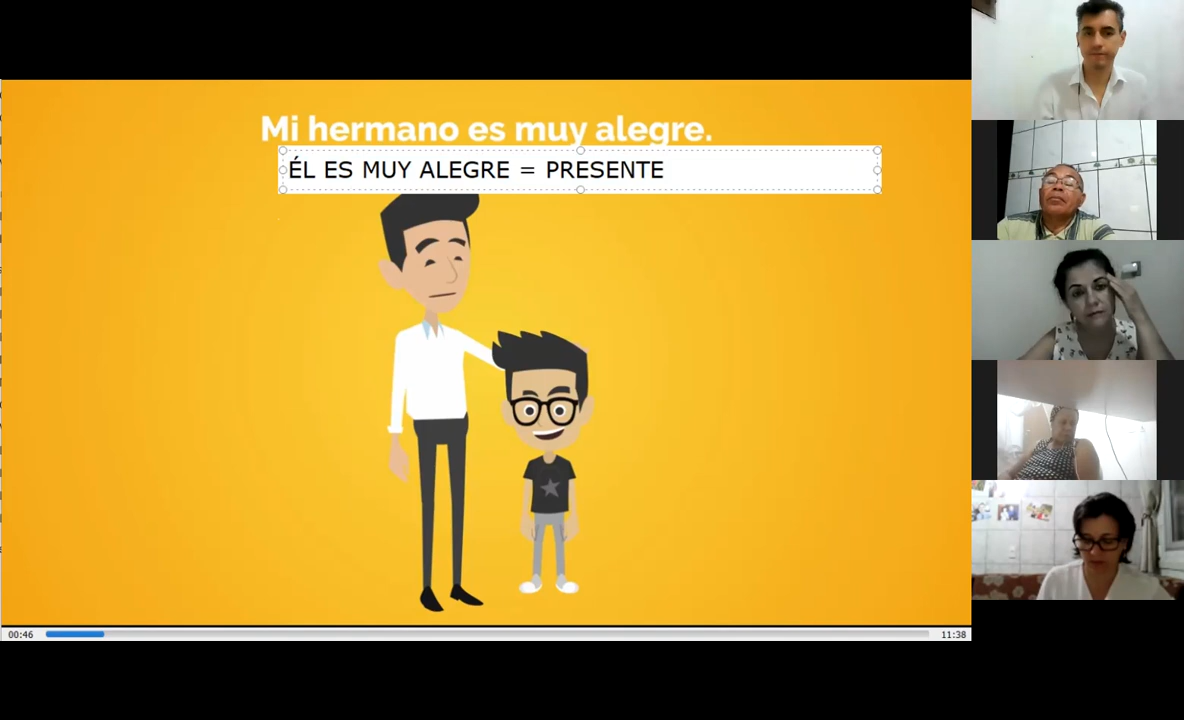 Mi hermano es muy alegre.
ÉL ES MUY ALEGRE = PRESENTE
00:46
11:38